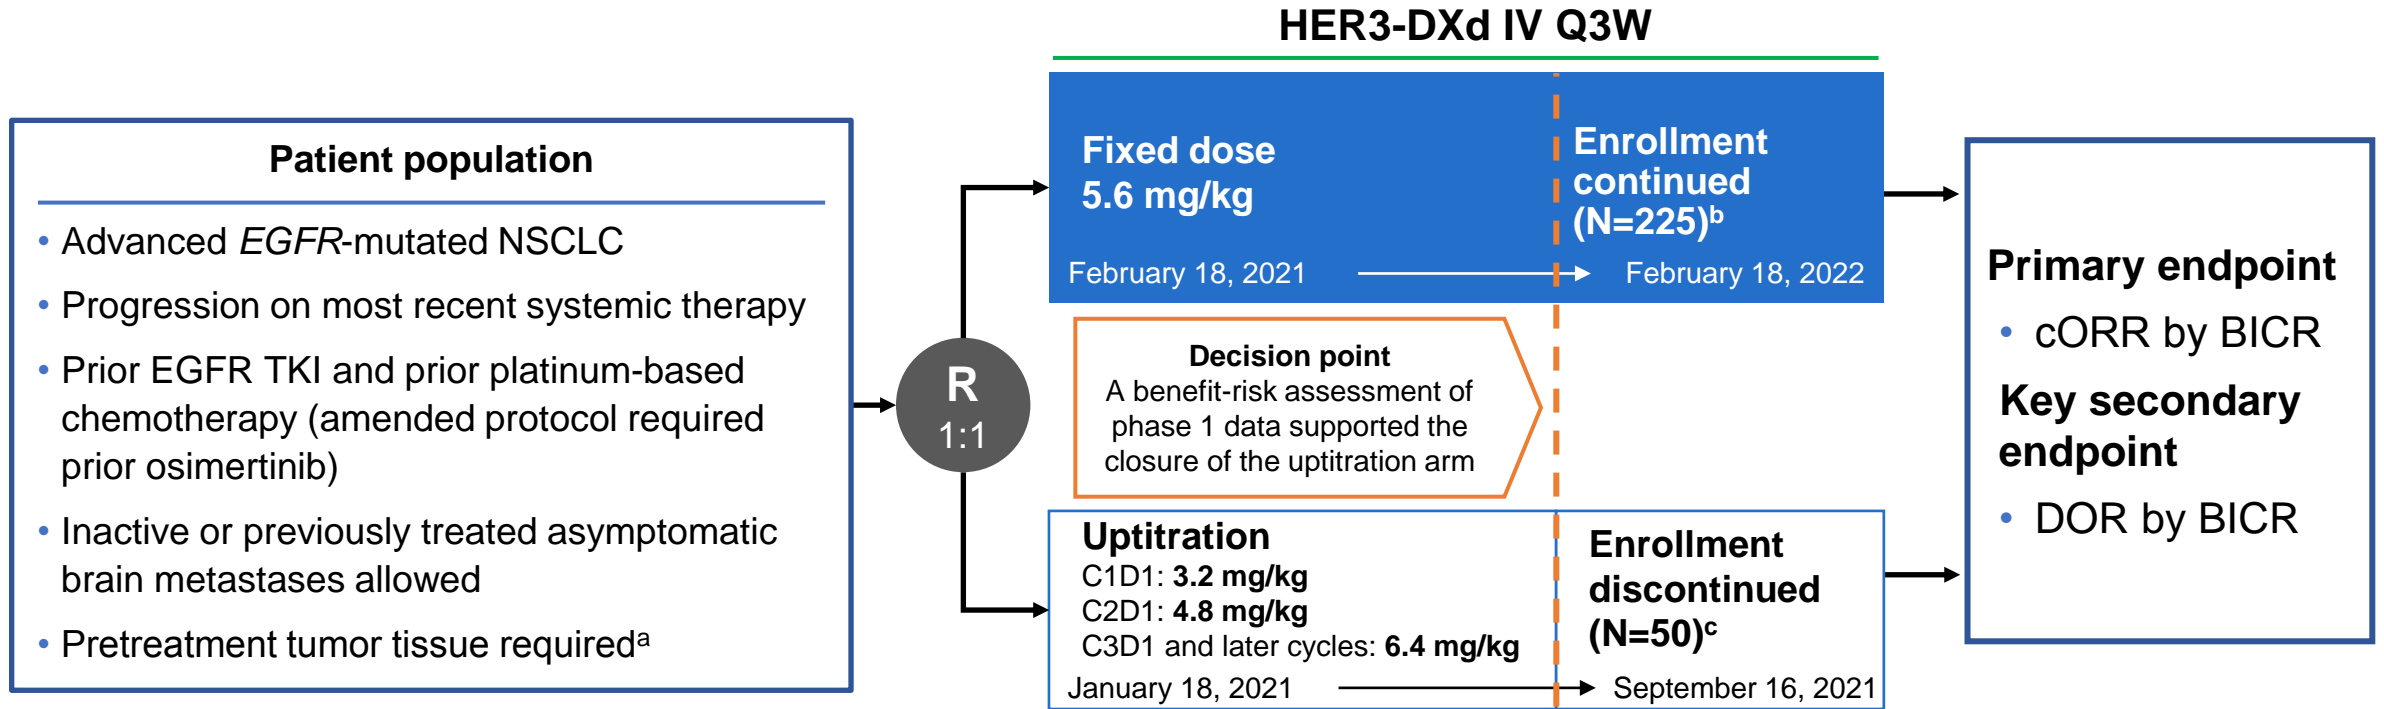 HER3-DXd IV Q3W
Patient population
• Advanced EGFR-mutated NSCLC
• Progression on most recent systemic therapy
• Prior EGFR TKI and prior platinum-based
chemotherapy (amended protocol required
prior osimertinib)
• Inactive or previously treated asymptomatic
brain metastases allowed
• Pretreatment tumor tissue requiredᵃ
R
1:1
Fixed dose
5.6 mg/kg
Enrollment
continued
(N=225)ᵇ
February 18, 2021
February 18, 2022
Decision point
A benefit-risk assessment of
phase 1 data supported the
closure of the uptitration arm
Uptitration
C1D1: 3.2 mg/kg
C2D1: 4.8 mg/kg
C3D1 and later cycles: 6.4 mg/kg
Enrollment
discontinued
(N=50)ᶜ
January 18, 2021
September 16, 2021
Primary endpoint
• cORR by BICR
Key secondary
endpoint
• DOR by BICR